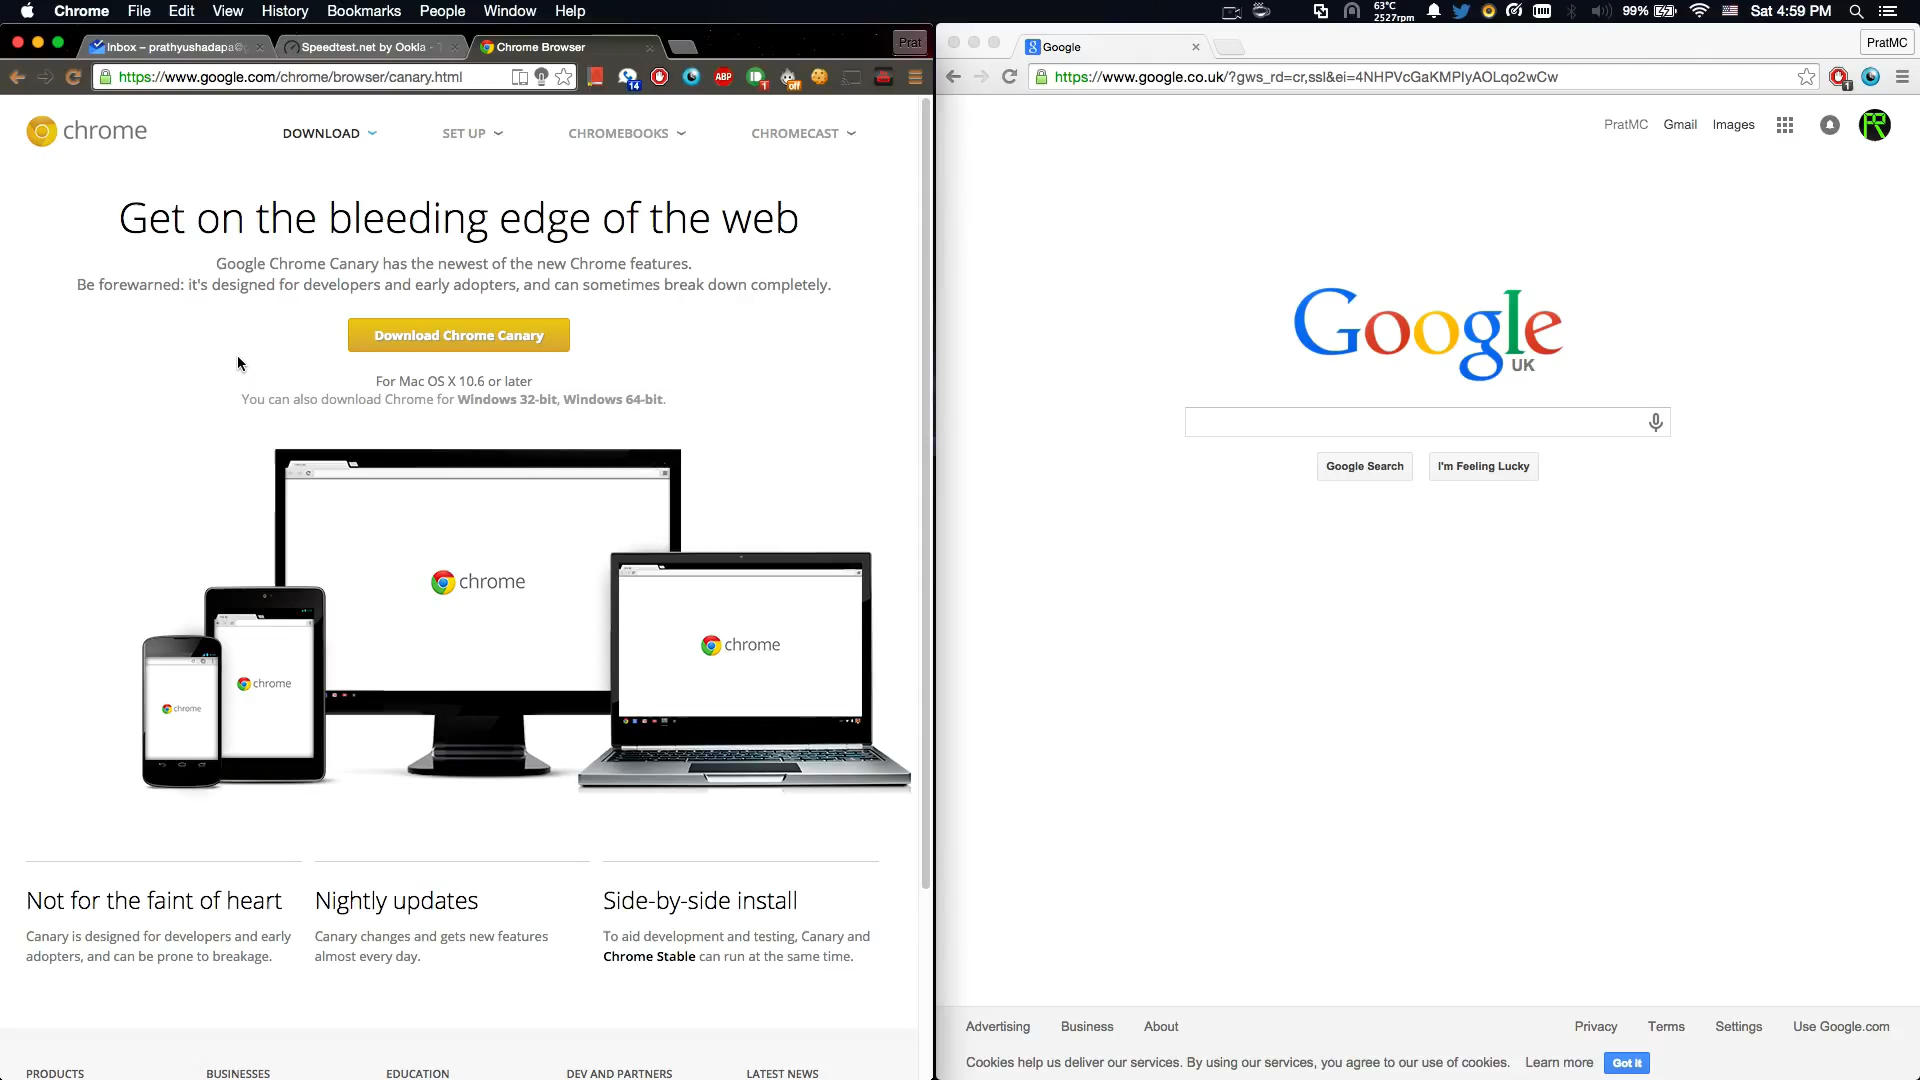 Chrome File Edit View History Bookmarks People Window Help
63°C
2527rpm
99% Sat 4:59 PM
Inbox – prathyushadapa@g
Speedtest.net by Ookla - T
Chrome Browser
Prat
https://www.google.com/chrome/browser/canary.html
14 ABP 1 off
chrome
DOWNLOAD SET UP CHROMEBOOKS CHROMECAST
Get on the bleeding edge of the web
Google Chrome Canary has the newest of the new Chrome features.
Be forewarned: it's designed for developers and early adopters, and can sometimes break down completely.
Download Chrome Canary
For Mac OS X 10.6 or later
You can also download Chrome for Windows 32-bit, Windows 64-bit.
chrome
chrome
chrome
chrome
Not for the faint of heart
Canary is designed for developers and early
adopters, and can be prone to breakage.
Nightly updates
Canary changes and gets new features
almost every day.
Side-by-side install
To aid development and testing, Canary and
Chrome Stable can run at the same time.
PRODUCTS BUSINESSES EDUCATION DEV AND PARTNERS LATEST NEWS
Google
PratMC
https://www.google.co.uk/?gws_rd=cr,ssl&ei=4NHPVcGaKMPlyAOLqo2wCw
1
PratMC Gmail Images
Google
UK
Google Search I'm Feeling Lucky
Advertising Business About
Privacy Terms Settings Use Google.com
Cookies help us deliver our services. By using our services, you agree to our use of cookies. Learn more Got it